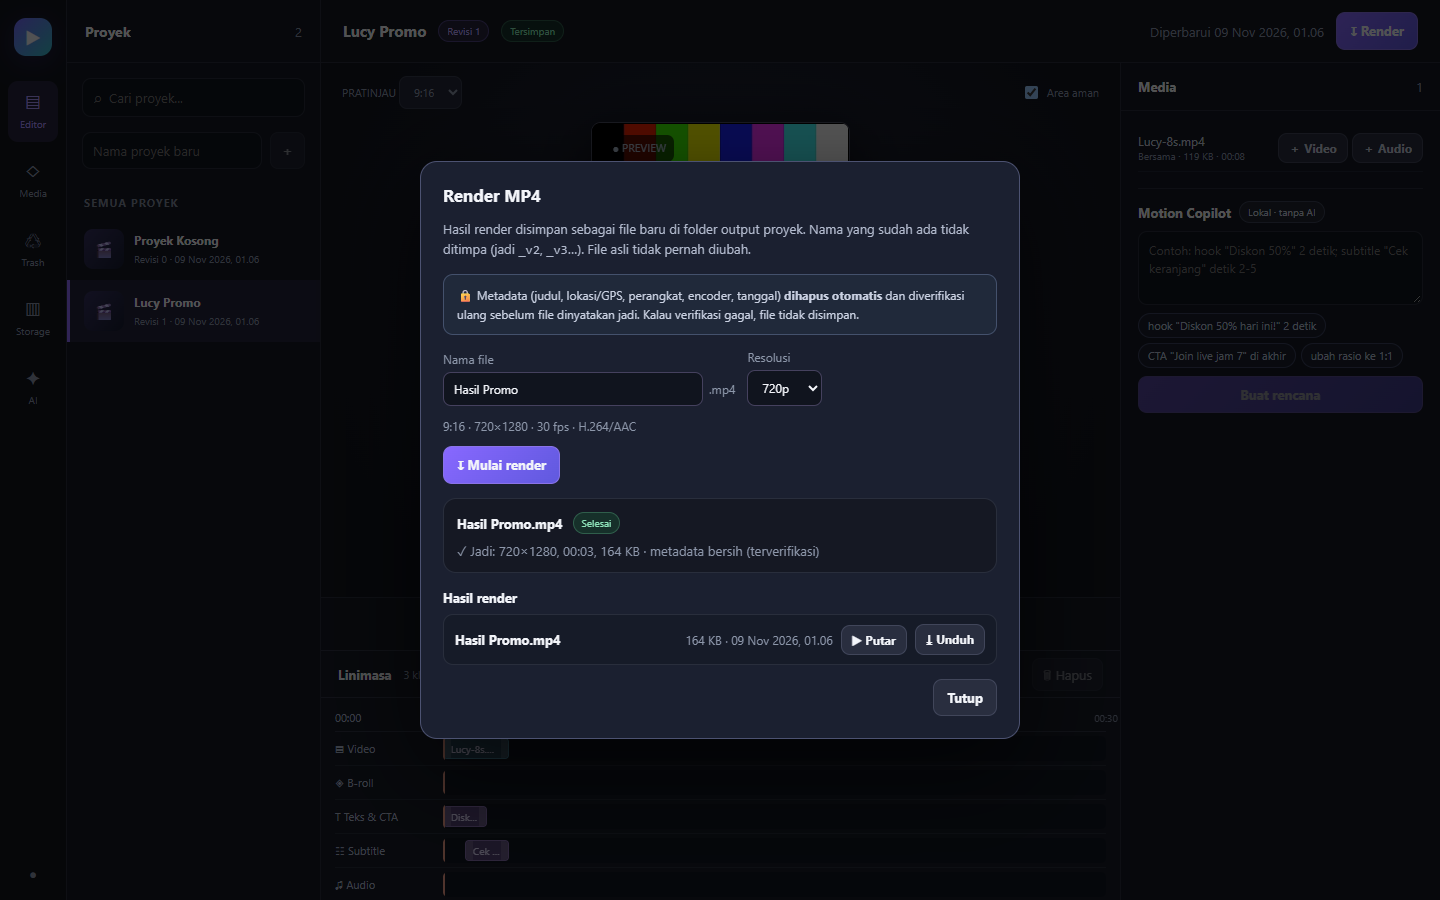 Proyek
2
Lucy Promo
Revisi 1
Tersimpan
Diperbarui 09 Nov 2026, 01.06
↧ Render
Editor
Media
Trash
Storage
AI
Cari proyek...
Nama proyek baru
+
SEMUA PROYEK
Proyek Kosong
Revisi 0 · 09 Nov 2026, 01.06
Lucy Promo
Revisi 1 · 09 Nov 2026, 01.06
PRATINJAU
9:16
Area aman
● PREVIEW
Render MP4
Hasil render disimpan sebagai file baru di folder output proyek. Nama yang sudah ada tidak
ditimpa (jadi _v2, _v3…). File asli tidak pernah diubah.
🔒 Metadata (judul, lokasi/GPS, perangkat, encoder, tanggal) dihapus otomatis dan diverifikasi
ulang sebelum file dinyatakan jadi. Kalau verifikasi gagal, file tidak disimpan.
Nama file
Resolusi
Hasil Promo
.mp4
720p
9:16 · 720×1280 · 30 fps · H.264/AAC
↧ Mulai render
Hasil Promo.mp4
Selesai
✓ Jadi: 720×1280, 00:03, 164 KB · metadata bersih (terverifikasi)
Hasil render
Hasil Promo.mp4
164 KB · 09 Nov 2026, 01.06
▶ Putar
⤓ Unduh
Tutup
Linimasa
Hapus
00:00
00:30
Video
Lucy-8s....
B-roll
T Teks & CTA
Disk...
Subtitle
Cek ...
♫ Audio
Media
1
Lucy-8s.mp4
Bersama · 119 KB · 00:08
+ Video
+ Audio
Motion Copilot
Lokal · tanpa AI
Contoh: hook "Diskon 50%" 2 detik; subtitle "Cek
keranjang" detik 2-5
hook "Diskon 50% hari ini!" 2 detik
CTA "Join live jam 7" di akhir
ubah rasio ke 1:1
Buat rencana